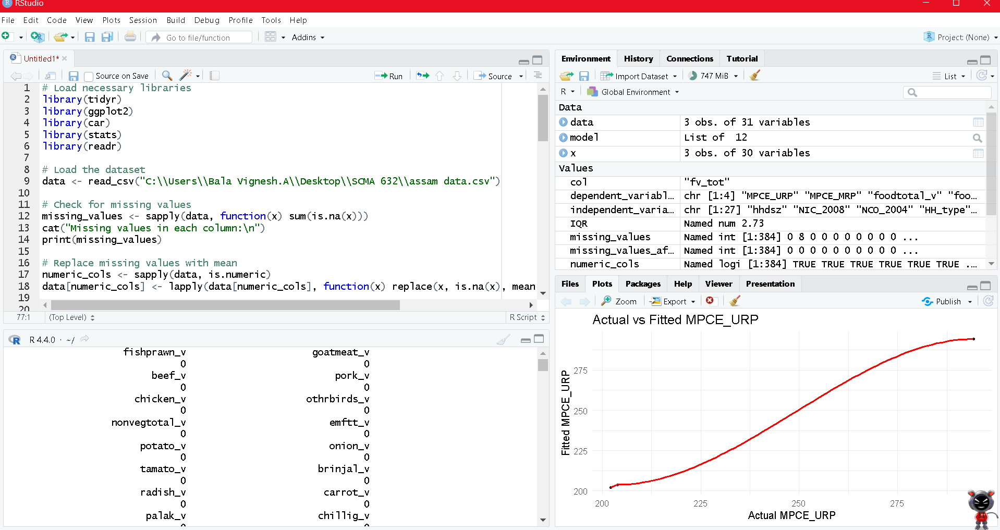 RStudio
File Edit Code View Plots Session Build Debug Profile Tools Help
Go to file/function
Addins
Project: (None)
Untitled1*
Source on Save
Run
Source
1 # Load necessary libraries
2 library(tidyr)
3 library(ggplot2)
4 library(car)
5 library(stats)
6 library(readr)
7
8 # Load the dataset
9 data <- read_csv("C:\\Users\\Bala Vignesh.A\\Desktop\\SCMA 632\\assam data.csv")
10
11 # Check for missing values
12 missing_values <- sapply(data, function(x) sum(is.na(x)))
13 cat("Missing values in each column:\n")
14 print(missing_values)
15
16 # Replace missing values with mean
17 numeric_cols <- sapply(data, is.numeric)
18 data[numeric_cols] <- lapply(data[numeric_cols], function(x) replace(x, is.na(x), mean
19
20
77:1 (Top Level) R Script
R 4.4.0 · ~/
fishprawn_v goatmeat_v
0 0
beef_v pork_v
0 0
chicken_v othrbirds_v
0 0
nonvegtotal_v emftt_v
0 0
potato_v onion_v
0 0
tamato_v brinjal_v
0 0
radish_v carrot_v
0 0
palak_v chillig_v
Environment History Connections Tutorial
Import Dataset 747 MiB List
R Global Environment
Data
data 3 obs. of 31 variables
model List of 12
x 3 obs. of 30 variables
Values
col "fv_tot"
dependent_variabl... chr [1:4] "MPCE_URP" "MPCE_MRP" "foodtotal_v" "foo...
independent_varia... chr [1:27] "hhdsz" "NIC_2008" "NCO_2004" "HH_type"...
IQR Named num 2.73
missing_values Named int [1:384] 0 8 0 0 0 0 0 0 0 0 ...
missing_values_af... Named int [1:384] 0 0 0 0 0 0 0 0 0 0 ...
numeric_cols Named logi [1:384] TRUE TRUE TRUE TRUE TRUE TRUE ...
Files Plots Packages Help Viewer Presentation
Zoom Export Publish
Actual vs Fitted MPCE_URP
Fitted MPCE_URP
275
250
225
200
200 225 250 275
Actual MPCE_URP